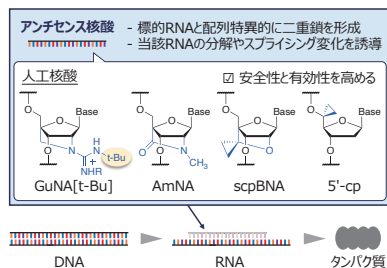 アンチセンス核酸
- 標的RNAと配列特異的に二重鎖を形成
- 当該RNAの分解やスプライシング変化を誘導
人工核酸
☑ 安全性と有効性を高める
O Base O Base O Base O Base
O N t-Bu O N O O O
+ NHR CH₃
GuNA[t-Bu] AmNA scpBNA 5'-cp
DNA RNA タンパク質